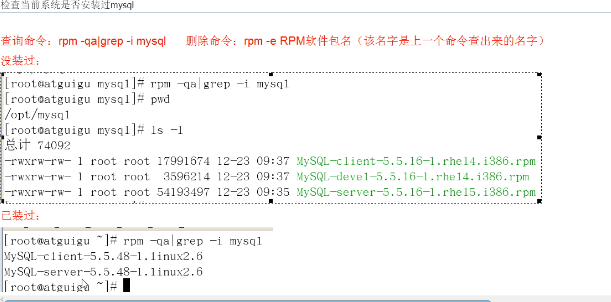 检查当前系统是否安装过mysql
查询命令：rpm -qa|grep -i mysql 删除命令：rpm -e RPM软件包名（该名字是上一个命令查出来的名字）
没装过：
[root@atguigu mysql]# rpm -qa|grep -i mysql
[root@atguigu mysql]# pwd
/opt/mysql
[root@atguigu mysql]# ls -l
总计 74092
-rwxrw-rw- 1 root root 17991674 12-23 09:37 MySQL-client-5.5.16-1.rhel4.i386.rpm
-rwxrw-rw- 1 root root 3596214 12-23 09:37 MySQL-devel-5.5.16-1.rhel4.i386.rpm
-rwxrw-rw- 1 root root 54193497 12-23 09:35 MySQL-server-5.5.16-1.rhel5.i386.rpm
已装过：
[root@atguigu ~]# rpm -qa|grep -i mysql
MySQL-client-5.5.48-1.linux2.6
MySQL-server-5.5.48-1.linux2.6
[root@atguigu ~]#